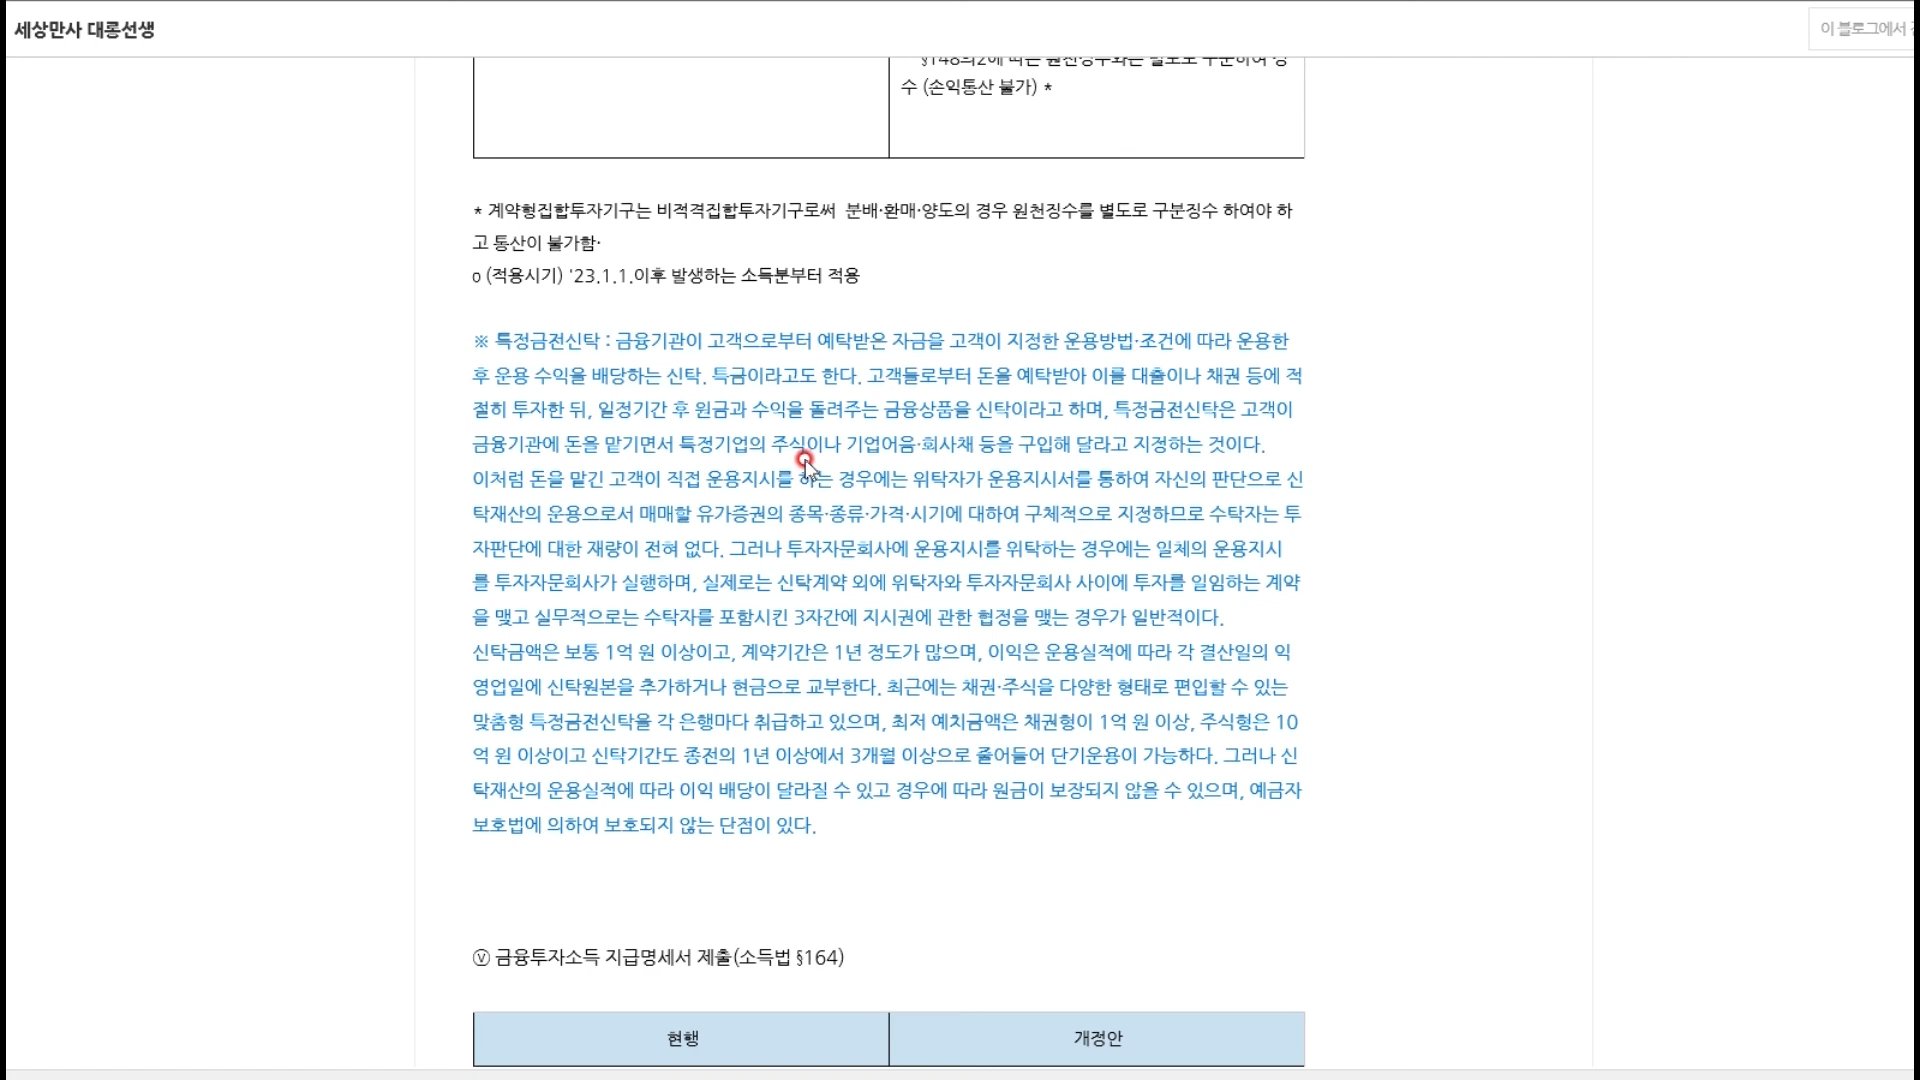 세상만사 대롱선생
이 블로그에서
§148의2에 따른 원천징수와는 별도로 구분하여 징
수 (손익통산 불가) *
* 계약형집합투자기구는 비적격집합투자기구로써 분배·환매·양도의 경우 원천징수를 별도로 구분징수 하여야 하
고 통산이 불가함·
o (적용시기) '23.1.1.이후 발생하는 소득분부터 적용
※ 특정금전신탁 : 금융기관이 고객으로부터 예탁받은 자금을 고객이 지정한 운용방법·조건에 따라 운용한
후 운용 수익을 배당하는 신탁. 특금이라고도 한다. 고객들로부터 돈을 예탁받아 이를 대출이나 채권 등에 적
절히 투자한 뒤, 일정기간 후 원금과 수익을 돌려주는 금융상품을 신탁이라고 하며, 특정금전신탁은 고객이
금융기관에 돈을 맡기면서 특정기업의 주식이나 기업어음·회사채 등을 구입해 달라고 지정하는 것이다.
이처럼 돈을 맡긴 고객이 직접 운용지시를 하는 경우에는 위탁자가 운용지시서를 통하여 자신의 판단으로 신
탁재산의 운용으로서 매매할 유가증권의 종목·종류·가격·시기에 대하여 구체적으로 지정하므로 수탁자는 투
자판단에 대한 재량이 전혀 없다. 그러나 투자자문회사에 운용지시를 위탁하는 경우에는 일체의 운용지시
를 투자자문회사가 실행하며, 실제로는 신탁계약 외에 위탁자와 투자자문회사 사이에 투자를 일임하는 계약
을 맺고 실무적으로는 수탁자를 포함시킨 3자간에 지시권에 관한 협정을 맺는 경우가 일반적이다.
신탁금액은 보통 1억 원 이상이고, 계약기간은 1년 정도가 많으며, 이익은 운용실적에 따라 각 결산일의 익
영업일에 신탁원본을 추가하거나 현금으로 교부한다. 최근에는 채권·주식을 다양한 형태로 편입할 수 있는
맞춤형 특정금전신탁을 각 은행마다 취급하고 있으며, 최저 예치금액은 채권형이 1억 원 이상, 주식형은 10
억 원 이상이고 신탁기간도 종전의 1년 이상에서 3개월 이상으로 줄어들어 단기운용이 가능하다. 그러나 신
탁재산의 운용실적에 따라 이익 배당이 달라질 수 있고 경우에 따라 원금이 보장되지 않을 수 있으며, 예금자
보호법에 의하여 보호되지 않는 단점이 있다.
ⓥ 금융투자소득 지급명세서 제출(소득법 §164)
현행
개정안